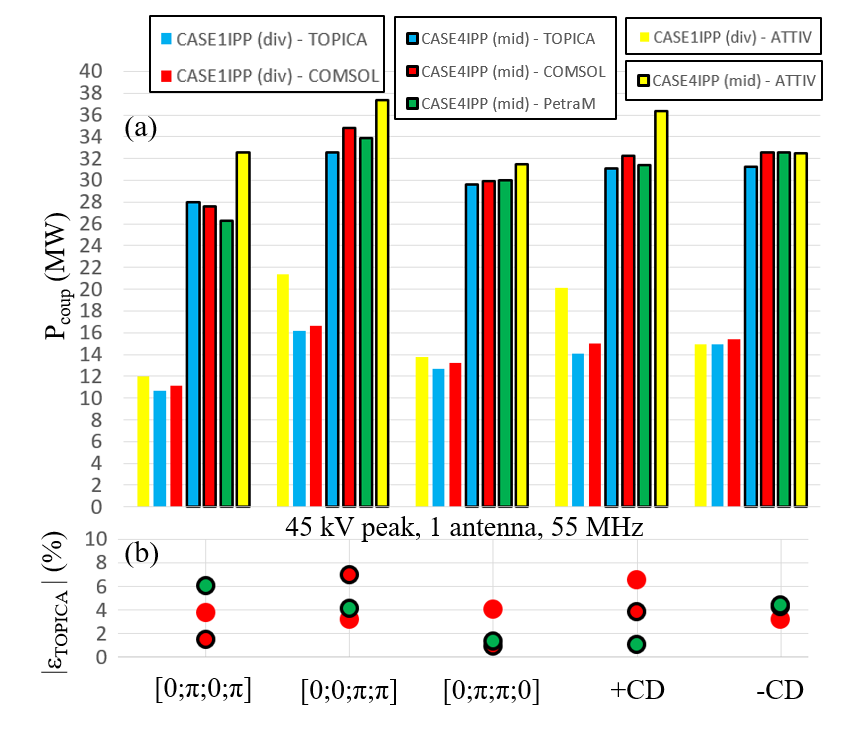 CASE1IPP (div) - TOPICA
CASE1IPP (div) - COMSOL
CASE4IPP (mid) - TOPICA
CASE4IPP (mid) - COMSOL
CASE4IPP (mid) - PetraM
CASE1IPP (div) - ATTIV
CASE4IPP (mid) - ATTIV
(a)
Pcoup (MW)
40
38
36
34
32
30
28
26
24
22
20
18
16
14
12
10
8
6
4
2
0
45 kV peak, 1 antenna, 55 MHz
(b)
|εTOPICA | (%)
10
8
6
4
2
0
[0;π;0;π]
[0;0;π;π]
[0;π;π;0]
+CD
-CD